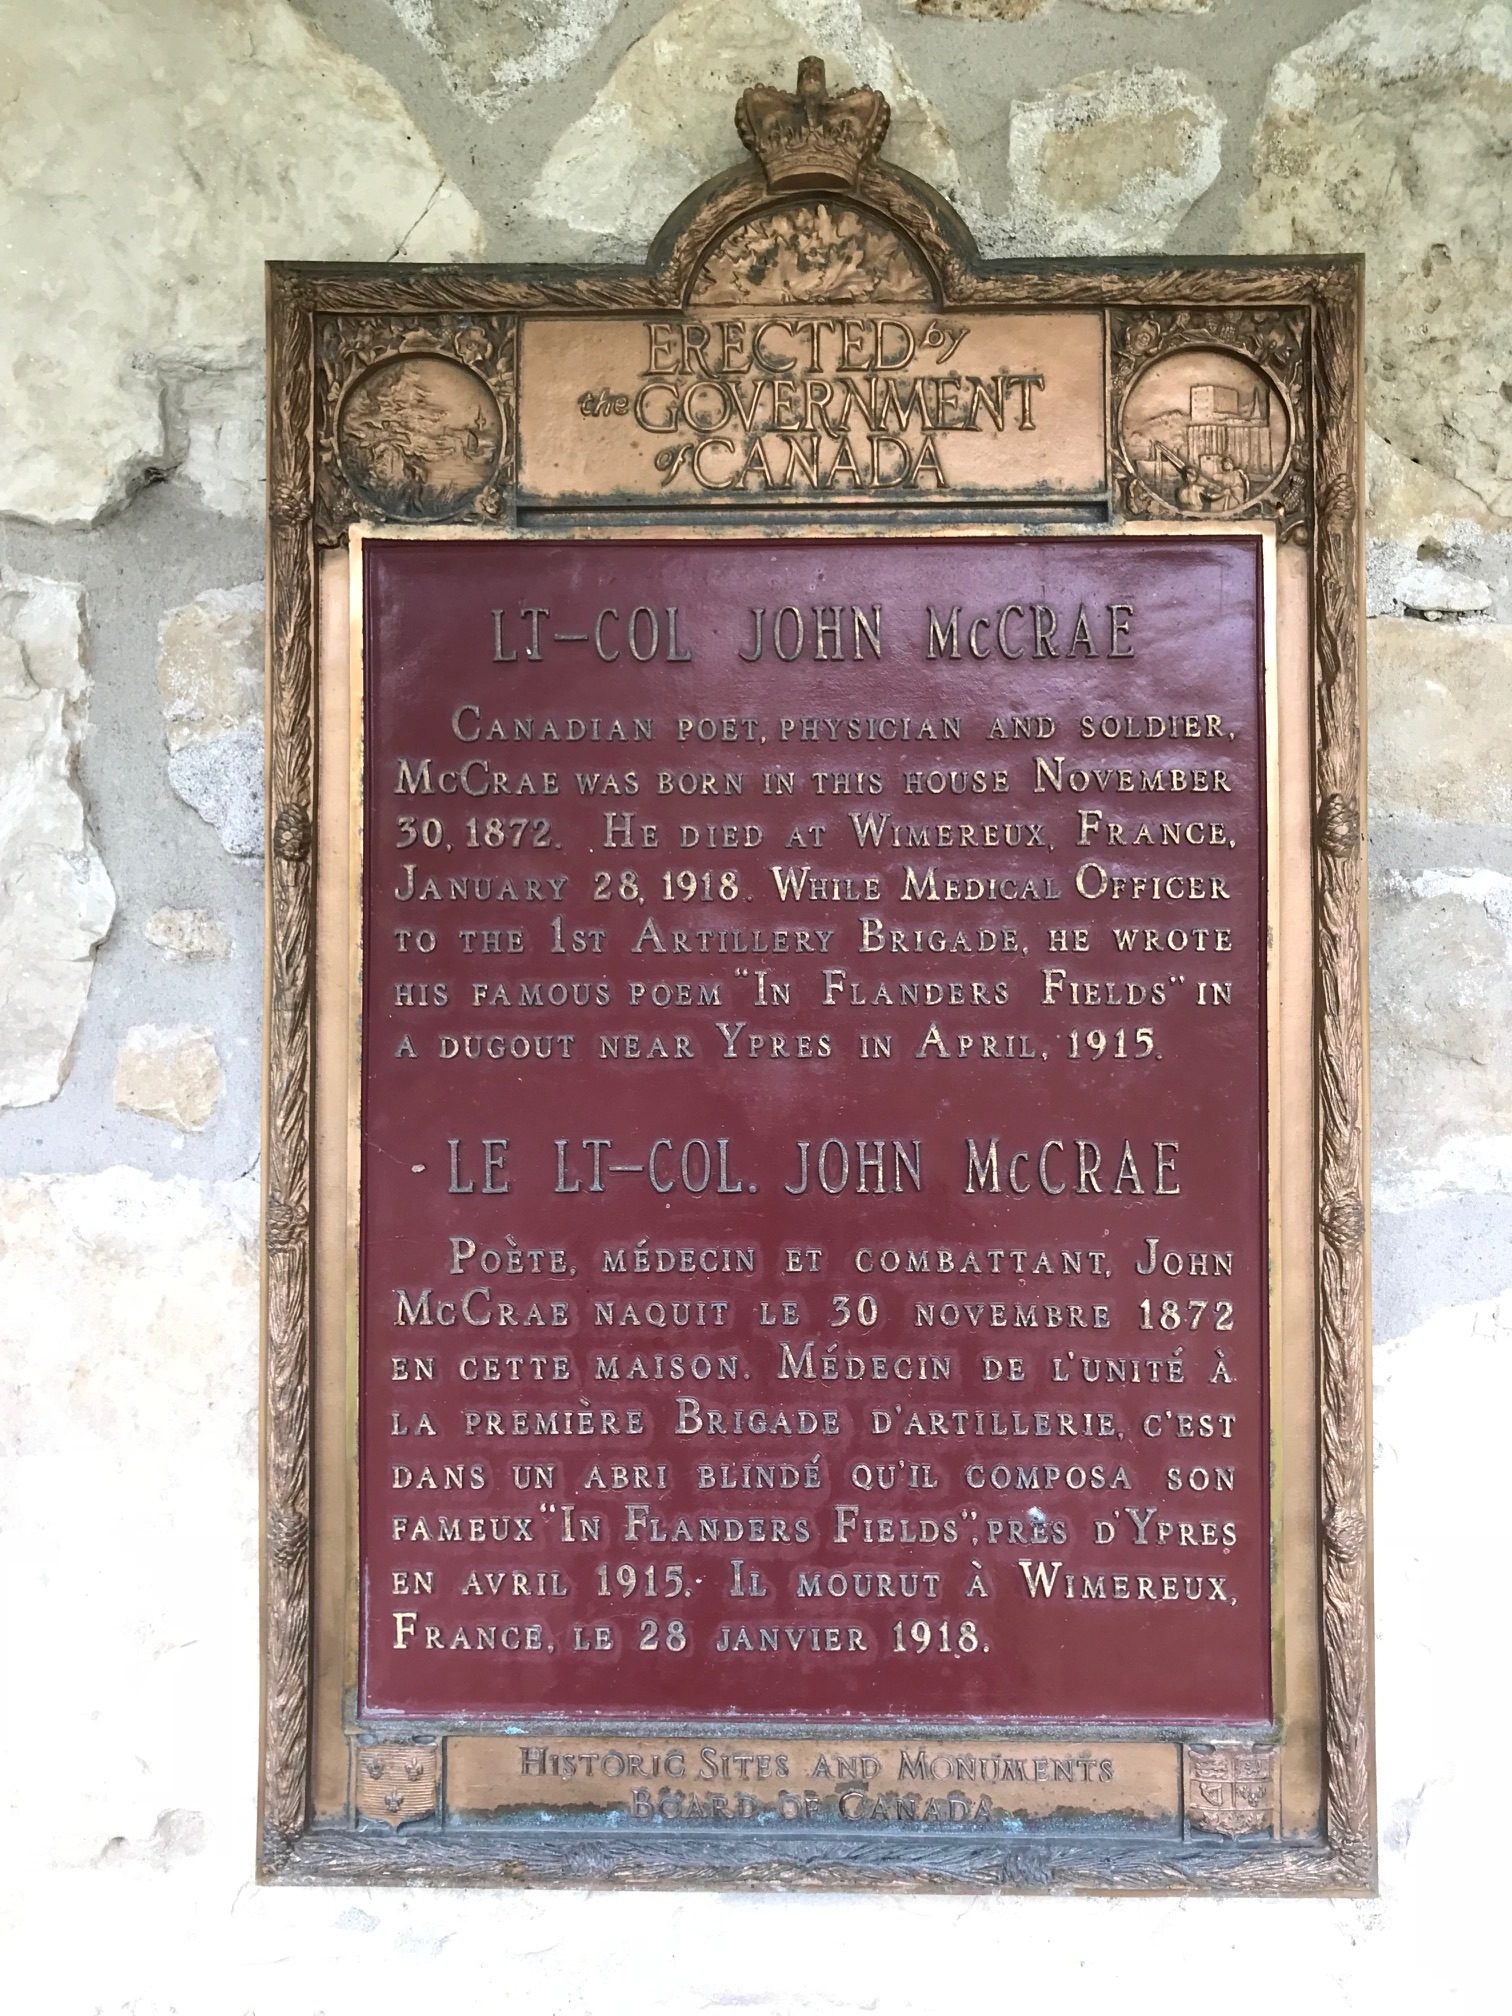 ERECTED by
the GOVERNMENT
of CANADA
LT-COL JOHN McCRAE
CANADIAN POET, PHYSICIAN AND SOLDIER,
McCRAE WAS BORN IN THIS HOUSE NOVEMBER
30, 1872. HE DIED AT WIMEREUX, FRANCE,
JANUARY 28, 1918. WHILE MEDICAL OFFICER
TO THE 1ST ARTILLERY BRIGADE, HE WROTE
HIS FAMOUS POEM "IN FLANDERS FIELDS" IN
A DUGOUT NEAR YPRES IN APRIL, 1915.
LE LT-COL. JOHN McCRAE
POÈTE, MÉDECIN ET COMBATTANT, JOHN
McCRAE NAQUIT LE 30 NOVEMBRE 1872
EN CETTE MAISON. MÉDECIN DE L'UNITÉ À
LA PREMIÈRE BRIGADE D'ARTILLERIE, C'EST
DANS UN ABRI BLINDÉ QU'IL COMPOSA SON
FAMEUX "IN FLANDERS FIELDS", PRÈS D'YPRES
EN AVRIL 1915. IL MOURUT À WIMEREUX,
FRANCE, LE 28 JANVIER 1918.
HISTORIC SITES AND MONUMENTS
BOARD OF CANADA